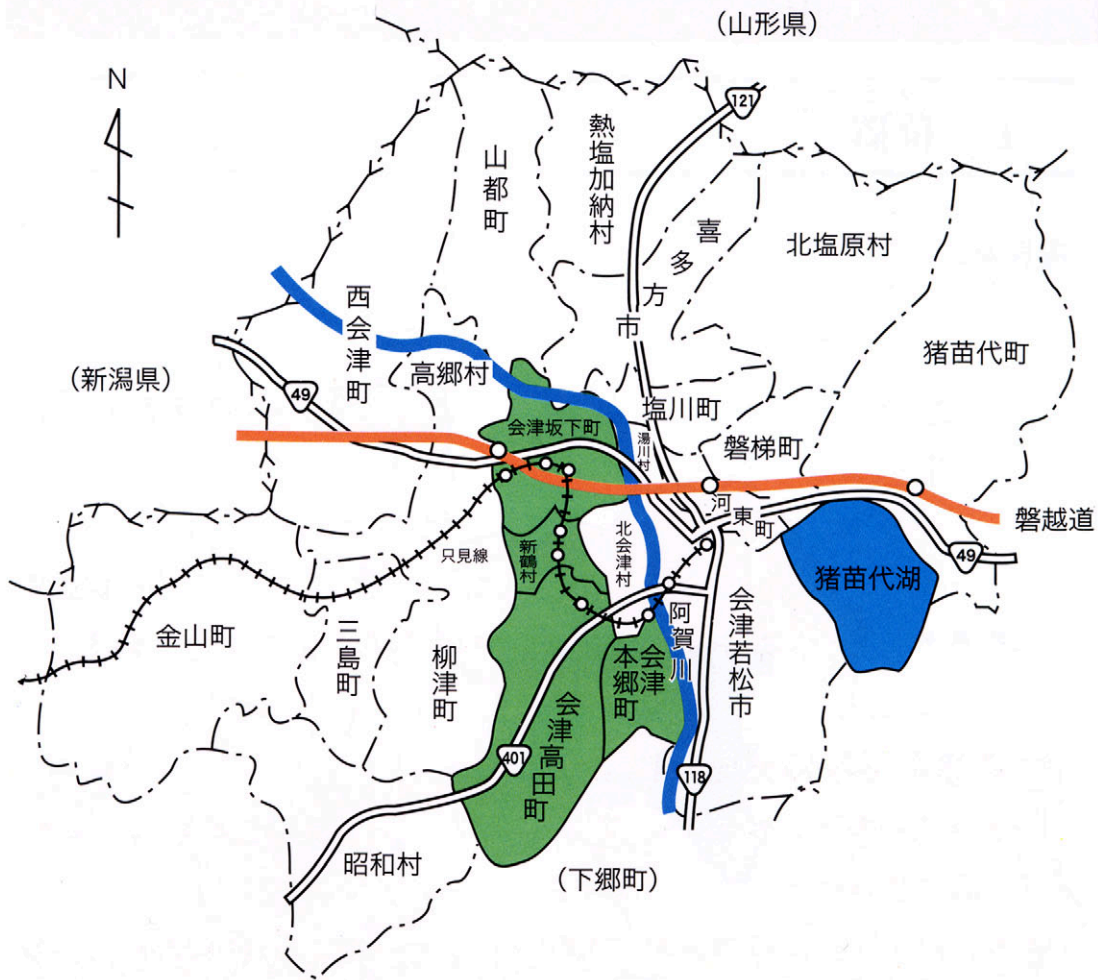 (山形県)
N
121
熱塩加納村
山都町
喜多方市
北塩原村
西会津町
猪苗代町
(新潟県)
高郷村
49
塩川町
会津坂下町
湯川村
磐梯町
河東町
磐越道
只見線
新鶴村
北会津村
49
猪苗代湖
金山町
三島町
柳津町
阿賀川
会津若松市
会津本郷町
会津高田町
401
118
昭和村
(下郷町)